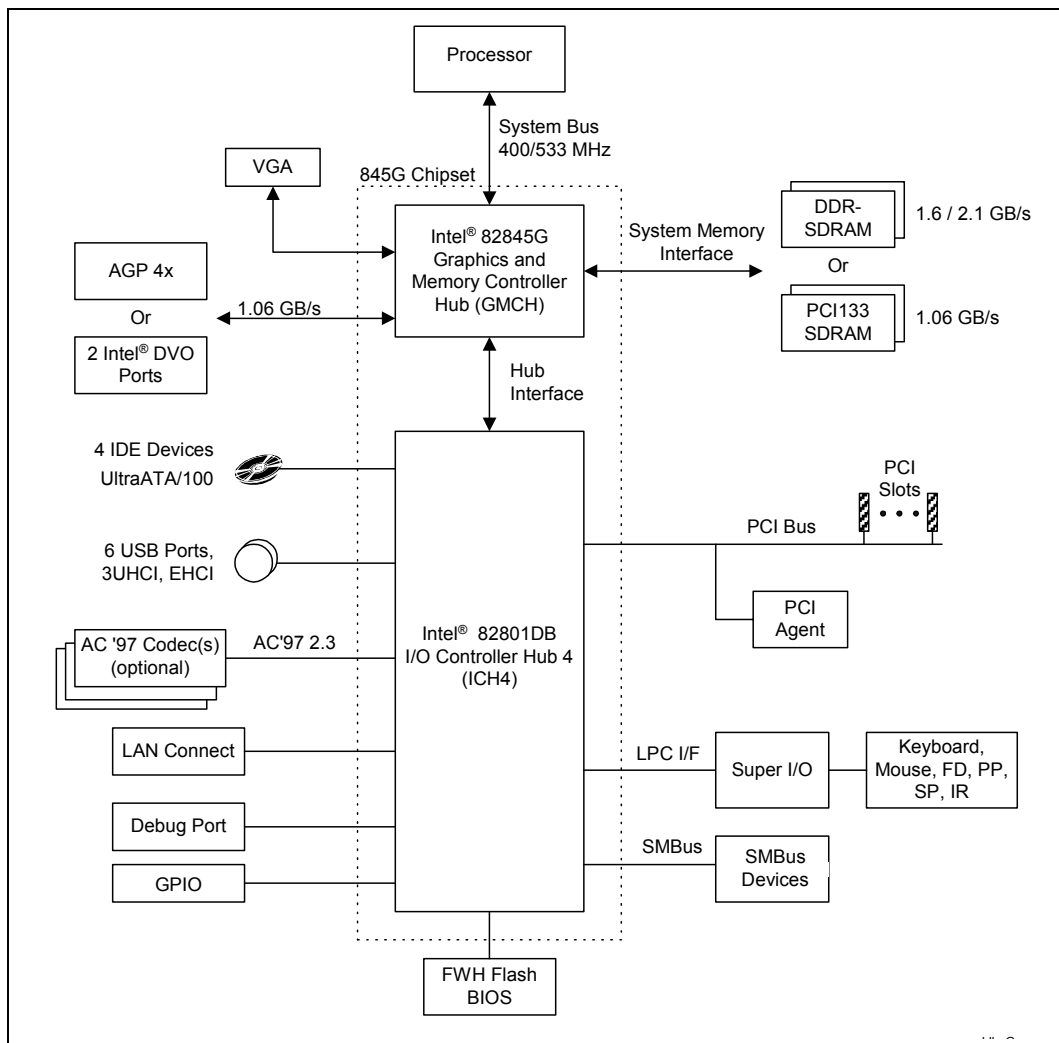 Processor
System Bus
400/533 MHz
VGA
845G Chipset
Intel® 82845G
Graphics and
Memory Controller
Hub (GMCH)
System Memory
Interface
DDR-
SDRAM
1.6 / 2.1 GB/s
Or
PCI133
SDRAM
1.06 GB/s
AGP 4x
Or
2 Intel® DVO
Ports
1.06 GB/s
Hub
Interface
4 IDE Devices
UltraATA/100
6 USB Ports,
3UHCI, EHCI
AC '97 Codec(s)
(optional)
AC'97 2.3
LAN Connect
Debug Port
GPIO
Intel® 82801DB
I/O Controller Hub 4
(ICH4)
PCI
Slots
PCI Bus
PCI
Agent
LPC I/F
Super I/O
Keyboard,
Mouse, FD, PP,
SP, IR
SMBus
SMBus
Devices
FWH Flash
BIOS